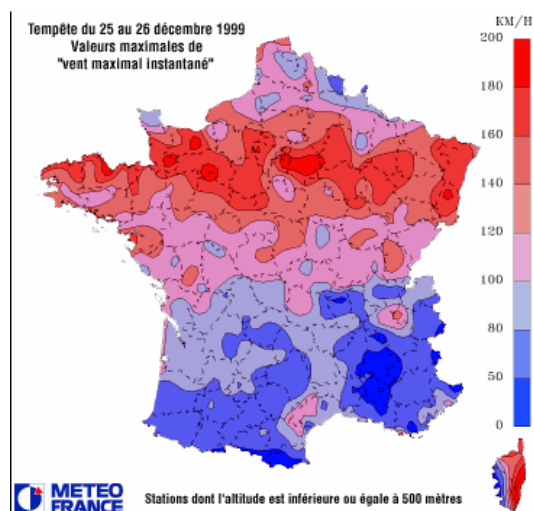 Tempête du 25 au 26 décembre 1999
Valeurs maximales de
"vent maximal instantané"
KM/H
200
180
160
140
120
100
80
50
0
METEO
FRANCE
Stations dont l'altitude est inférieure ou égale à 500 mètres